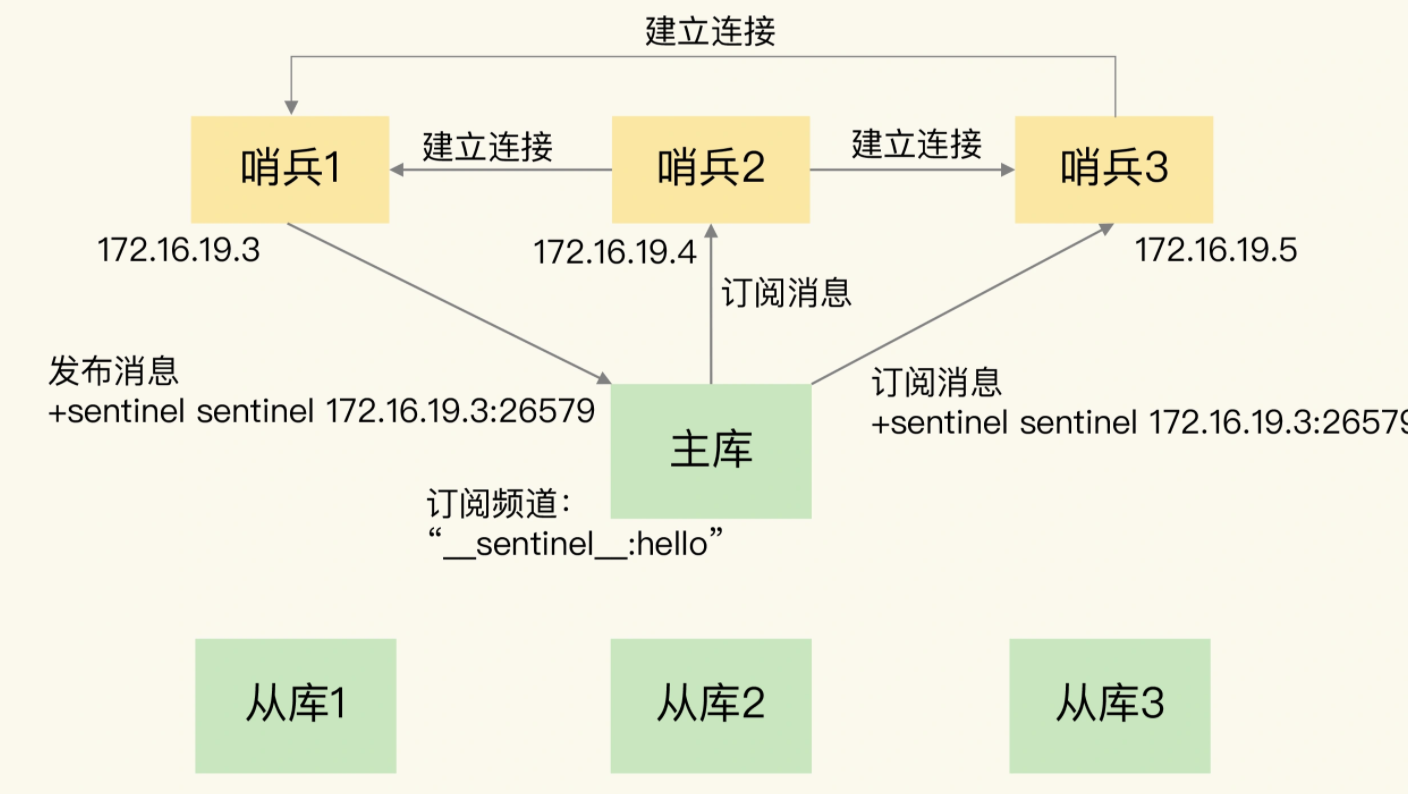 建立连接
哨兵1
建立连接
哨兵2
建立连接
哨兵3
172.16.19.3
172.16.19.4
172.16.19.5
订阅消息
发布消息
+sentinel sentinel 172.16.19.3:26579
订阅消息
+sentinel sentinel 172.16.19.3:26579
主库
订阅频道：
“__sentinel__:hello”
从库1
从库2
从库3